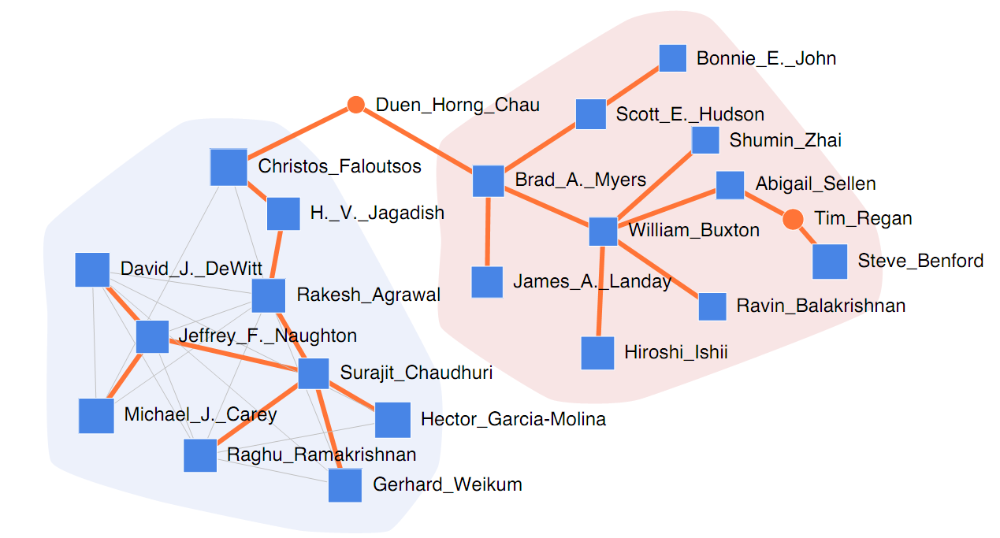 Bonnie_E._John
Duen_Horng_Chau
Scott_E._Hudson
Shumin_Zhai
Christos_Faloutsos
Brad_A._Myers
Abigail_Sellen
H._V._Jagadish
Tim_Regan
William_Buxton
Steve_Benford
David_J._DeWitt
James_A._Landay
Rakesh_Agrawal
Ravin_Balakrishnan
Jeffrey_F._Naughton
Hiroshi_Ishii
Surajit_Chaudhuri
Michael_J._Carey
Hector_Garcia-Molina
Raghu_Ramakrishnan
Gerhard_Weikum